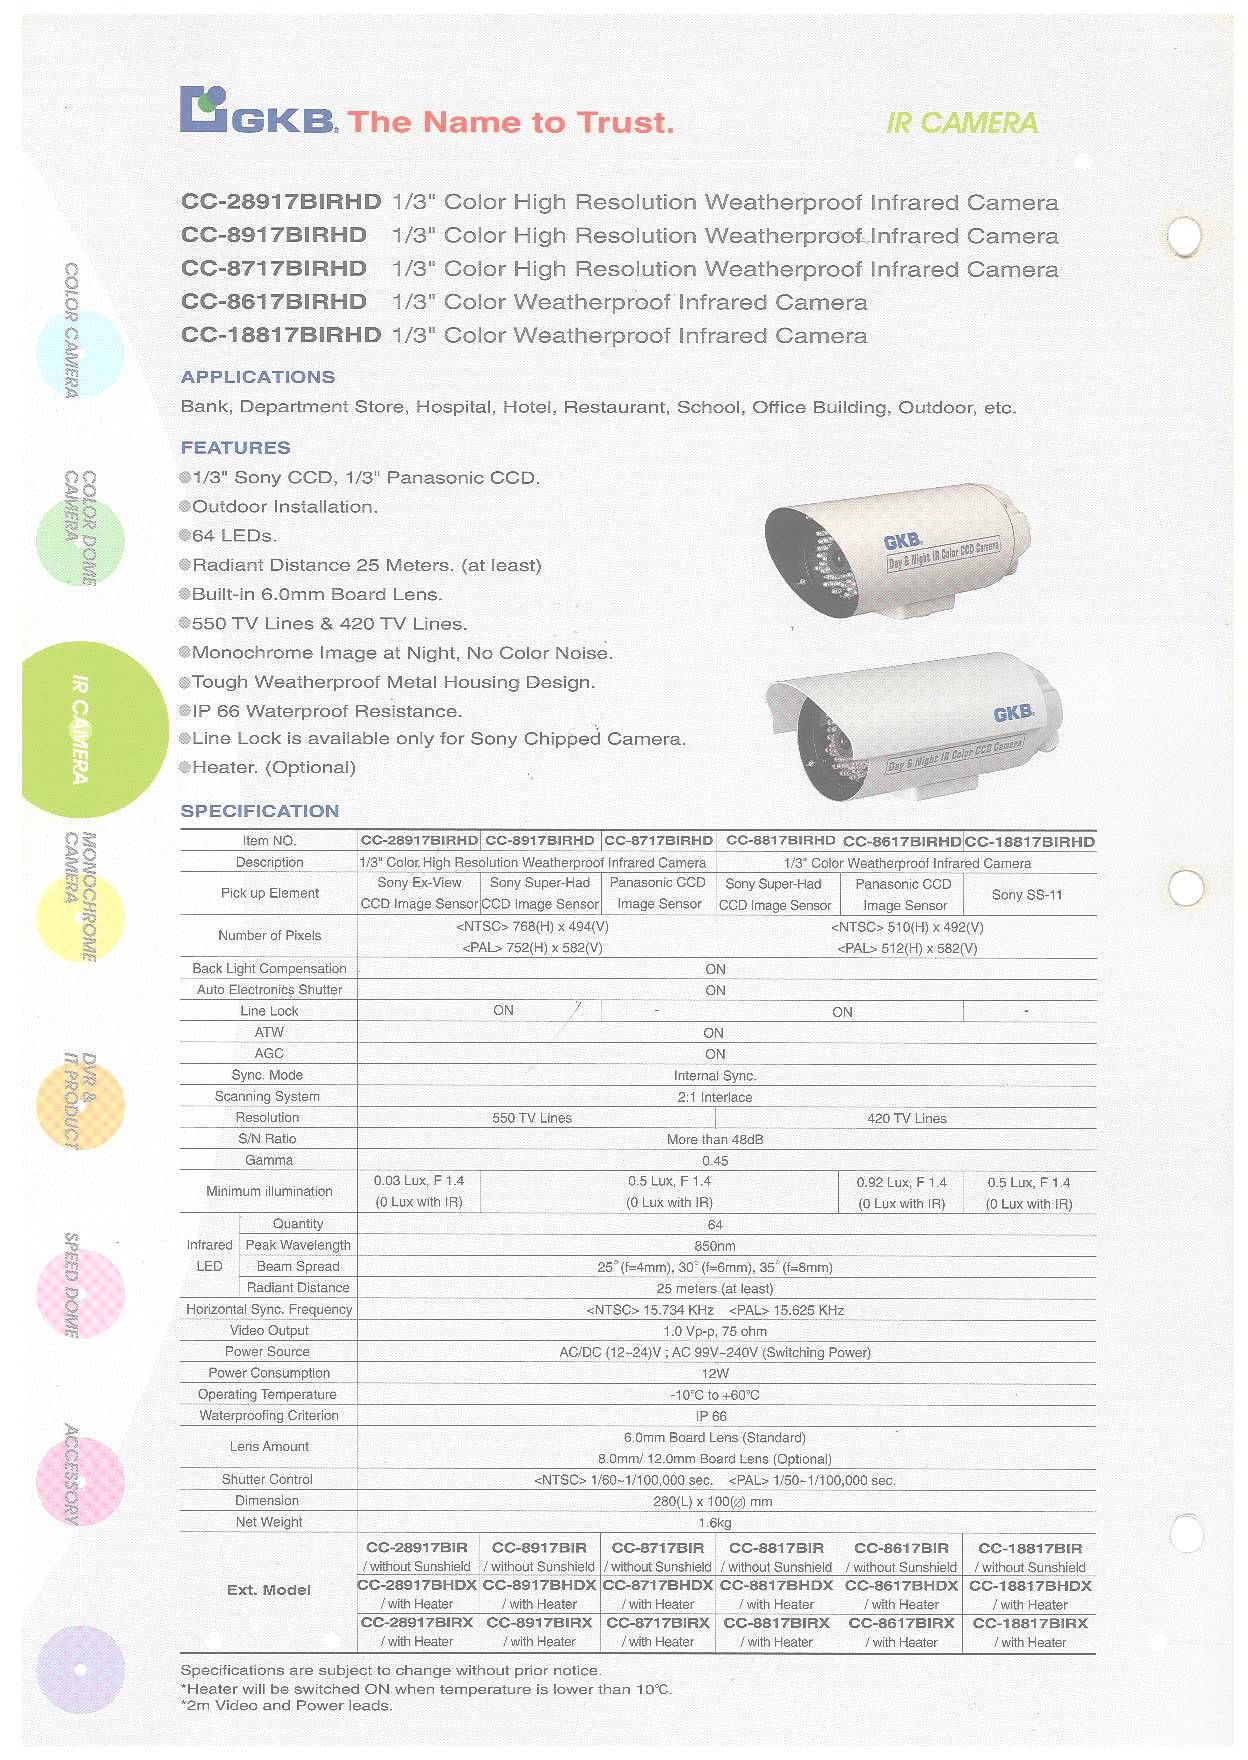 GKB. The Name to Trust.
IR CAMERA
CC-28917BIRHD 1/3" Color High Resolution Weatherproof Infrared Camera
CC-8917BIRHD 1/3" Color High Resolution Weatherproof Infrared Camera
CC-8717BIRHD 1/3" Color High Resolution Weatherproof Infrared Camera
CC-8617BIRHD 1/3" Color Weatherproof Infrared Camera
CC-18817BIRHD 1/3" Color Weatherproof Infrared Camera
APPLICATIONS
Bank, Department Store, Hospital, Hotel, Restaurant, School, Office Building, Outdoor, etc.
FEATURES
●1/3" Sony CCD, 1/3" Panasonic CCD.
●Outdoor Installation.
●64 LEDs.
●Radiant Distance 25 Meters. (at least)
●Built-in 6.0mm Board Lens.
●550 TV Lines & 420 TV Lines.
●Monochrome Image at Night, No Color Noise.
●Tough Weatherproof Metal Housing Design.
●IP 66 Waterproof Resistance.
●Line Lock is available only for Sony Chipped Camera.
●Heater. (Optional)
GKB
Day & Night IR Color CCD Camera
GKB
Day & Night IR Color CCD Camera
COLOR CAMERA
COLOR DOME
CAMERA
IR CAMERA
MONOCHROME
CAMERA
DVR &
IT PRODUCT
SPEED DOME
ACCESSORY
SPECIFICATION
Item NO. CC-28917BIRHD CC-8917BIRHD CC-8717BIRHD CC-8817BIRHD CC-8617BIRHD CC-18817BIRHD
Description 1/3" Color High Resolution Weatherproof Infrared Camera 1/3" Color Weatherproof Infrared Camera
Pick up Element Sony Ex-View Sony Super-Had Panasonic CCD Sony Super-Had Panasonic CCD Sony SS-11
CCD Image Sensor CCD Image Sensor Image Sensor CCD Image Sensor Image Sensor
Number of Pixels <NTSC> 768(H) x 494(V) <NTSC> 510(H) x 492(V)
<PAL> 752(H) x 582(V) <PAL> 512(H) x 582(V)
Back Light Compensation ON
Auto Electronics Shutter ON
Line Lock ON - ON -
ATW ON
AGC ON
Sync. Mode Internal Sync.
Scanning System 2:1 Interlace
Resolution 550 TV Lines 420 TV Lines
S/N Ratio More than 48dB
Gamma 0.45
Minimum illumination 0.03 Lux, F 1.4 0.5 Lux, F 1.4 0.92 Lux, F 1.4 0.5 Lux, F 1.4
(0 Lux with IR) (0 Lux with IR) (0 Lux with IR) (0 Lux with IR)
Infrared LED
Quantity 64
Peak Wavelength 850nm
Beam Spread 25°(f=4mm), 30°(f=6mm), 35°(f=8mm)
Radiant Distance 25 meters (at least)
Horizontal Sync. Frequency <NTSC> 15.734 KHz <PAL> 15.625 KHz
Video Output 1.0 Vp-p, 75 ohm
Power Source AC/DC (12~24)V ; AC 99V~240V (Switching Power)
Power Consumption 12W
Operating Temperature -10°C to +60°C
Waterproofing Criterion IP 66
Lens Amount 6.0mm Board Lens (Standard)
8.0mm/ 12.0mm Board Lens (Optional)
Shutter Control <NTSC> 1/60~1/100,000 sec. <PAL> 1/50~1/100,000 sec.
Dimension 280(L) x 100(∅) mm
Net Weight 1.6kg
Ext. Model
CC-28917BIR CC-8917BIR CC-8717BIR CC-8817BIR CC-8617BIR CC-18817BIR
/ without Sunshield / without Sunshield / without Sunshield / without Sunshield / without Sunshield / without Sunshield
CC-28917BHDX CC-8917BHDX CC-8717BHDX CC-8817BHDX CC-8617BHDX CC-18817BHDX
/ with Heater / with Heater / with Heater / with Heater / with Heater / with Heater
CC-28917BIRX CC-8917BIRX CC-8717BIRX CC-8817BIRX CC-8617BIRX CC-18817BIRX
/ with Heater / with Heater / with Heater / with Heater / with Heater / with Heater
Specifications are subject to change without prior notice.
*Heater will be switched ON when temperature is lower than 10°C.
*2m Video and Power leads.